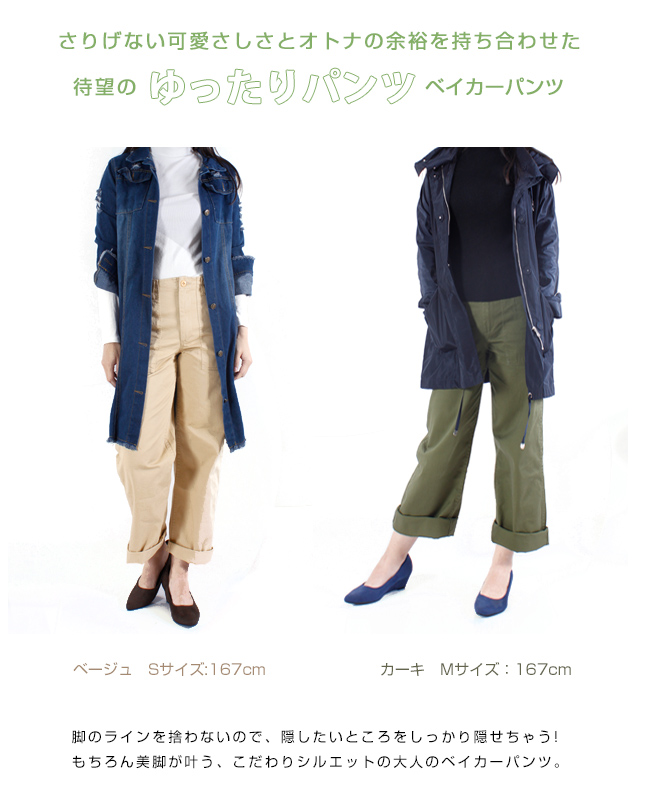 さりげない可愛さしさとオトナの余裕を持ち合わせた
待望の ゆったりパンツ ベイカーパンツ
ベージュ Sサイズ:167cm
カーキ Mサイズ：167cm
脚のラインを捨わないので、隠したいところをしっかり隠せちゃう!
もちろん美脚が叶う、こだわりシルエットの大人のベイカーパンツ。